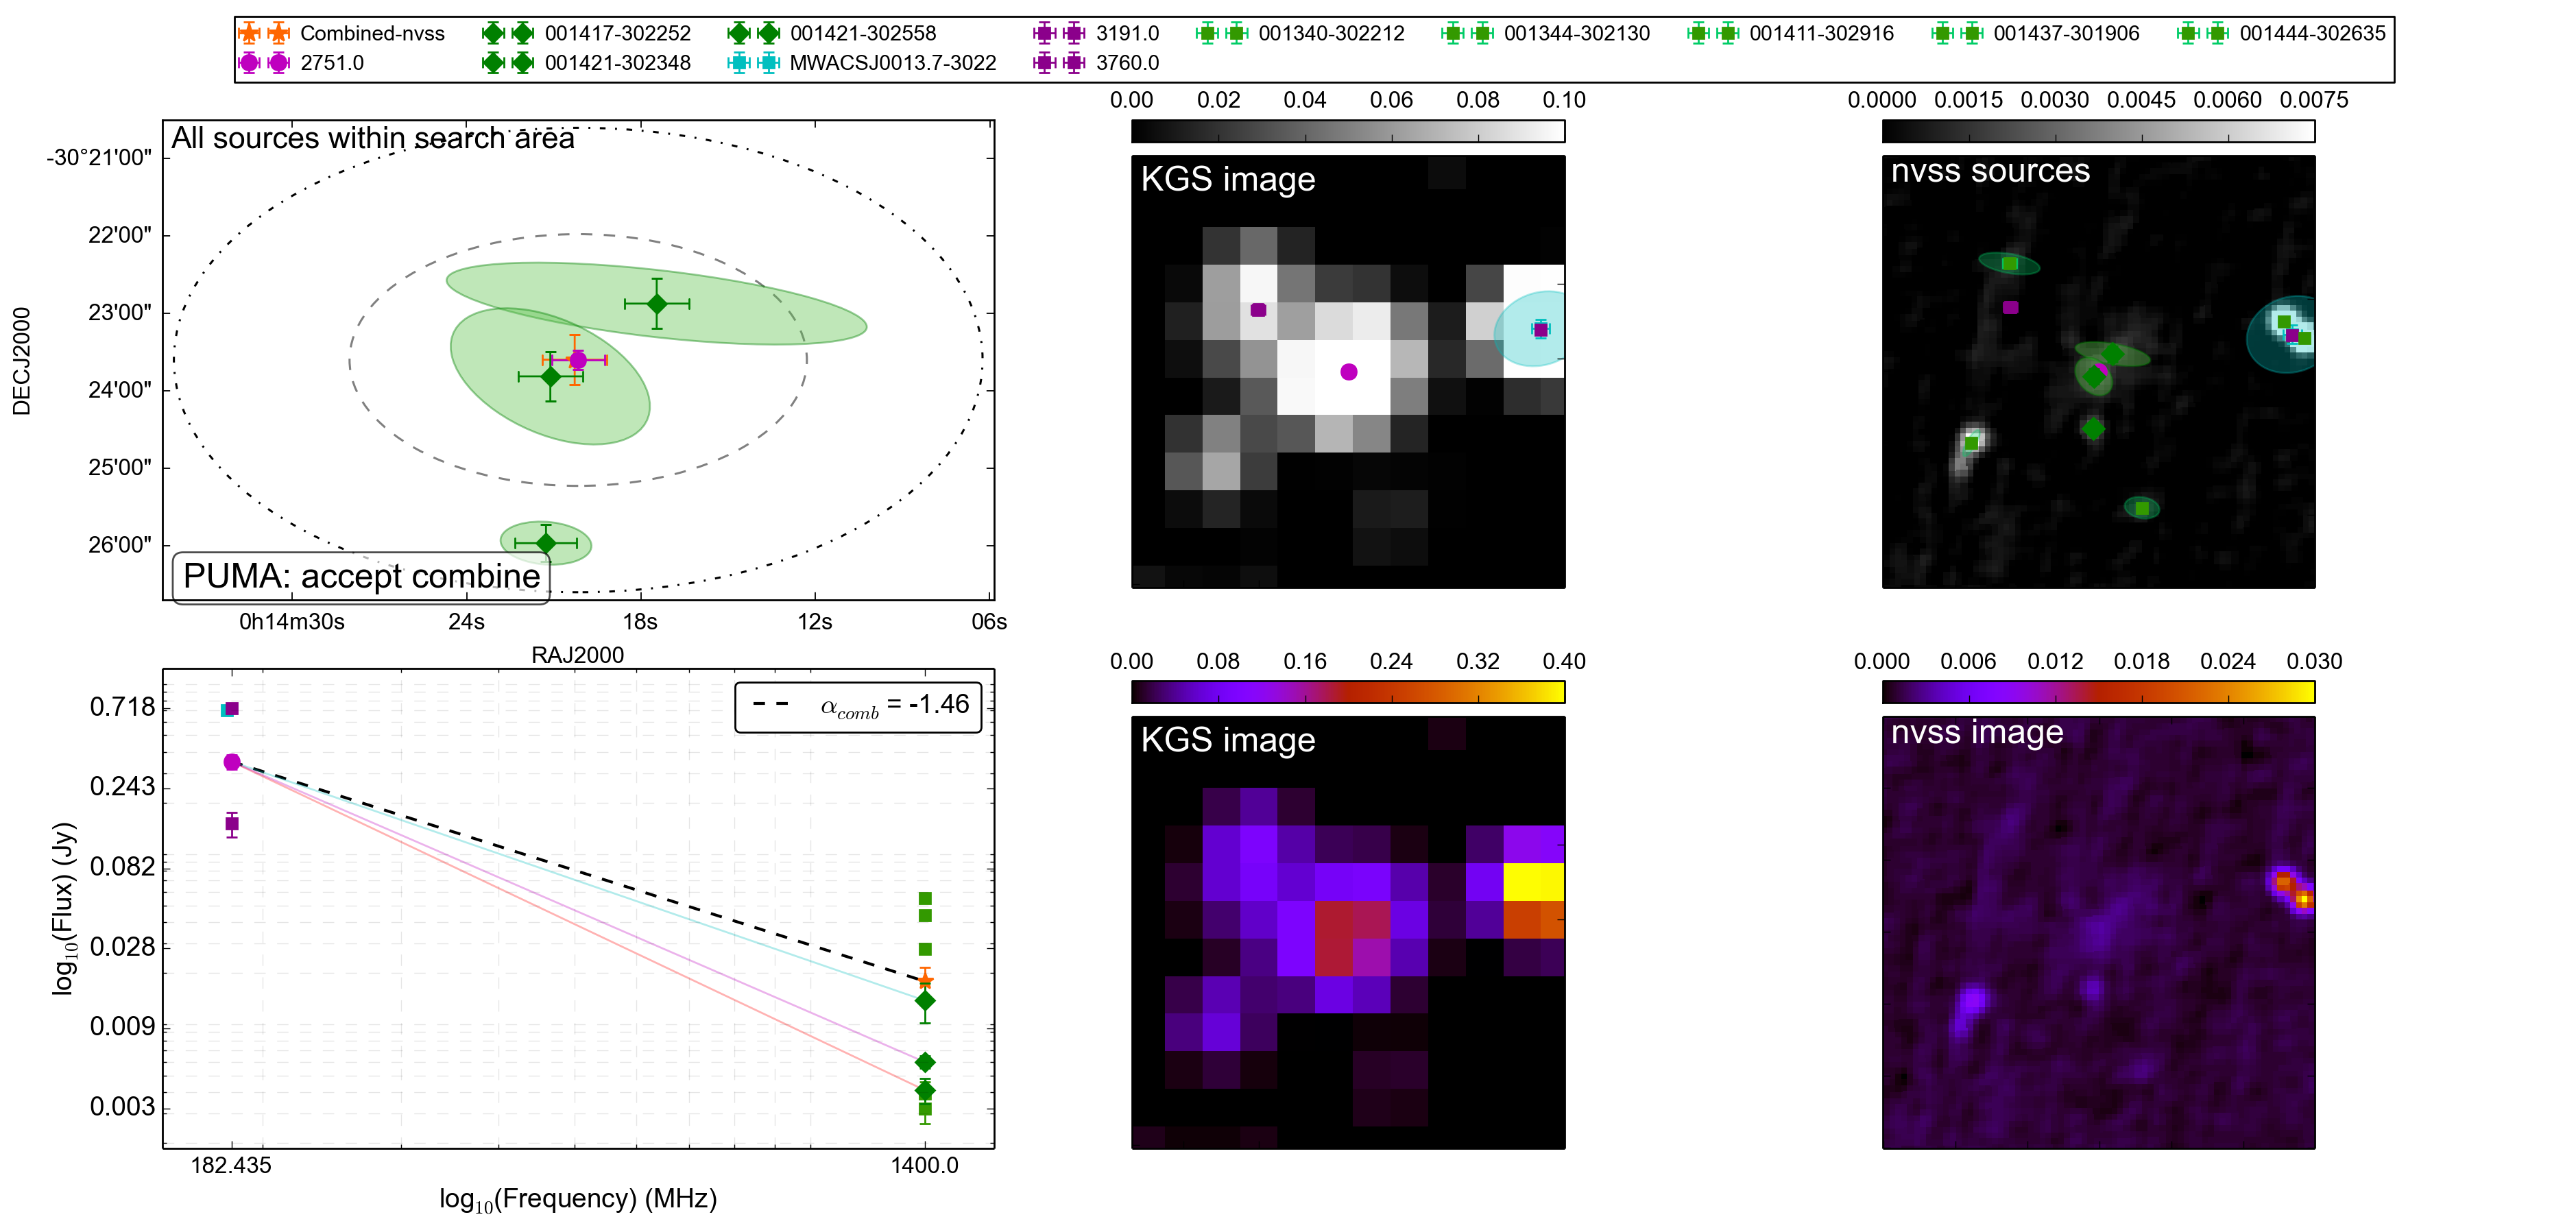 Combined-nvss 001417-302252 001421-302558 3191.0 001340-302212 001344-302130 001411-302916 001437-301906 001444-302635
2751.0 001421-302348 MWACSJ0013.7-3022 3760.0
0.00 0.02 0.04 0.06 0.08 0.10
0.0000 0.0015 0.0030 0.0045 0.0060 0.0075
All sources within search area
-30°21'00"
22'00"
23'00"
24'00"
25'00"
26'00"
DECJ2000
PUMA: accept combine
0h14m30s 24s 18s 12s 06s
RAJ2000
KGS image
nvss sources
0.718
0.243
0.082
0.028
0.009
0.003
log10(Flux) (Jy)
αcomb = -1.46
182.435 1400.0
log10(Frequency) (MHz)
0.00 0.08 0.16 0.24 0.32 0.40
KGS image
0.000 0.006 0.012 0.018 0.024 0.030
nvss image